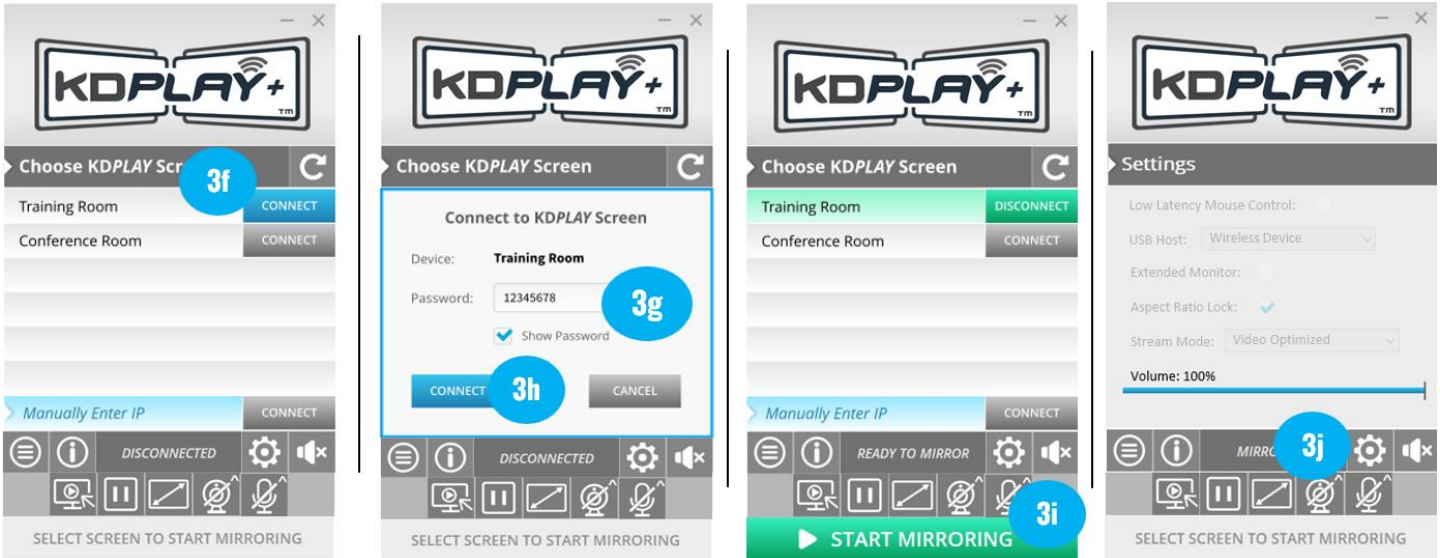 KDPLAY+ TM
Choose KDPLAY Scr
3f
Training Room CONNECT
Conference Room CONNECT
Manually Enter IP CONNECT
DISCONNECTED
SELECT SCREEN TO START MIRRORING
KDPLAY+ TM
Choose KDPLAY Screen
Connect to KDPLAY Screen
Device: Training Room
Password: 12345678
3g
Show Password
CONNECT 3h CANCEL
DISCONNECTED
SELECT SCREEN TO START MIRRORING
KDPLAY+ TM
Choose KDPLAY Screen
Training Room DISCONNECT
Conference Room CONNECT
Manually Enter IP CONNECT
READY TO MIRROR
3i
START MIRRORING
KDPLAY+ TM
Settings
Low Latency Mouse Control:
USB Host: Wireless Device
Extended Monitor:
Aspect Ratio Lock:
Stream Mode: Video Optimized
Volume: 100%
MIRR 3j
SELECT SCREEN TO START MIRRORING